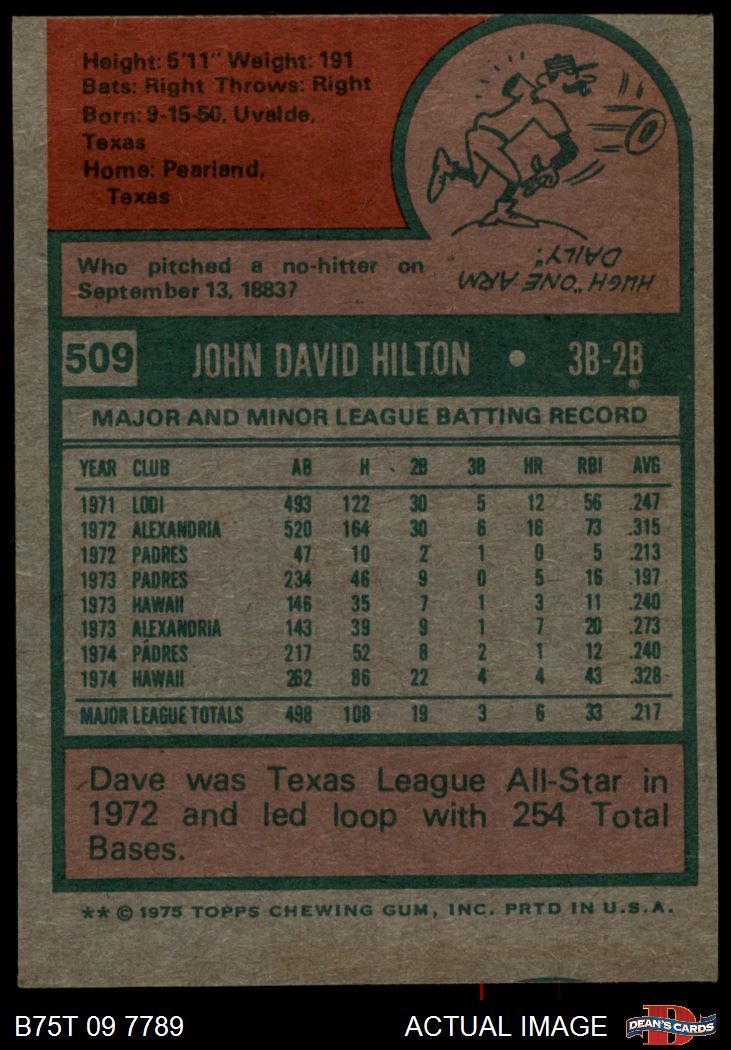 Height: 5'11" Weight: 191
Bats: Right Throws: Right
Born: 9-15-50, Uvalde,
Texas
Home: Pearland,
Texas
Who pitched a no-hitter on
September 13, 1883?
HUGH "ONE ARM
DAILY".
509 JOHN DAVID HILTON • 3B-2B
MAJOR AND MINOR LEAGUE BATTING RECORD
YEAR CLUB AB H 2B 3B HR RBI AVG
1971 LODI 493 122 30 5 12 56 .247
1972 ALEXANDRIA 520 164 30 6 16 73 .315
1972 PADRES 47 10 2 1 0 5 .213
1973 PADRES 234 46 9 0 5 16 .197
1973 HAWAII 146 35 7 1 3 11 .240
1973 ALEXANDRIA 143 39 9 1 7 20 .273
1974 PADRES 217 52 8 2 1 12 .240
1974 HAWAII 262 86 22 4 4 43 .328
MAJOR LEAGUE TOTALS 498 108 19 3 6 33 .217
Dave was Texas League All-Star in
1972 and led loop with 254 Total
Bases.
** © 1975 TOPPS CHEWING GUM, INC. PRTD IN U.S.A.
B75T 09 7789 ACTUAL IMAGE D DEAN'S CARDS